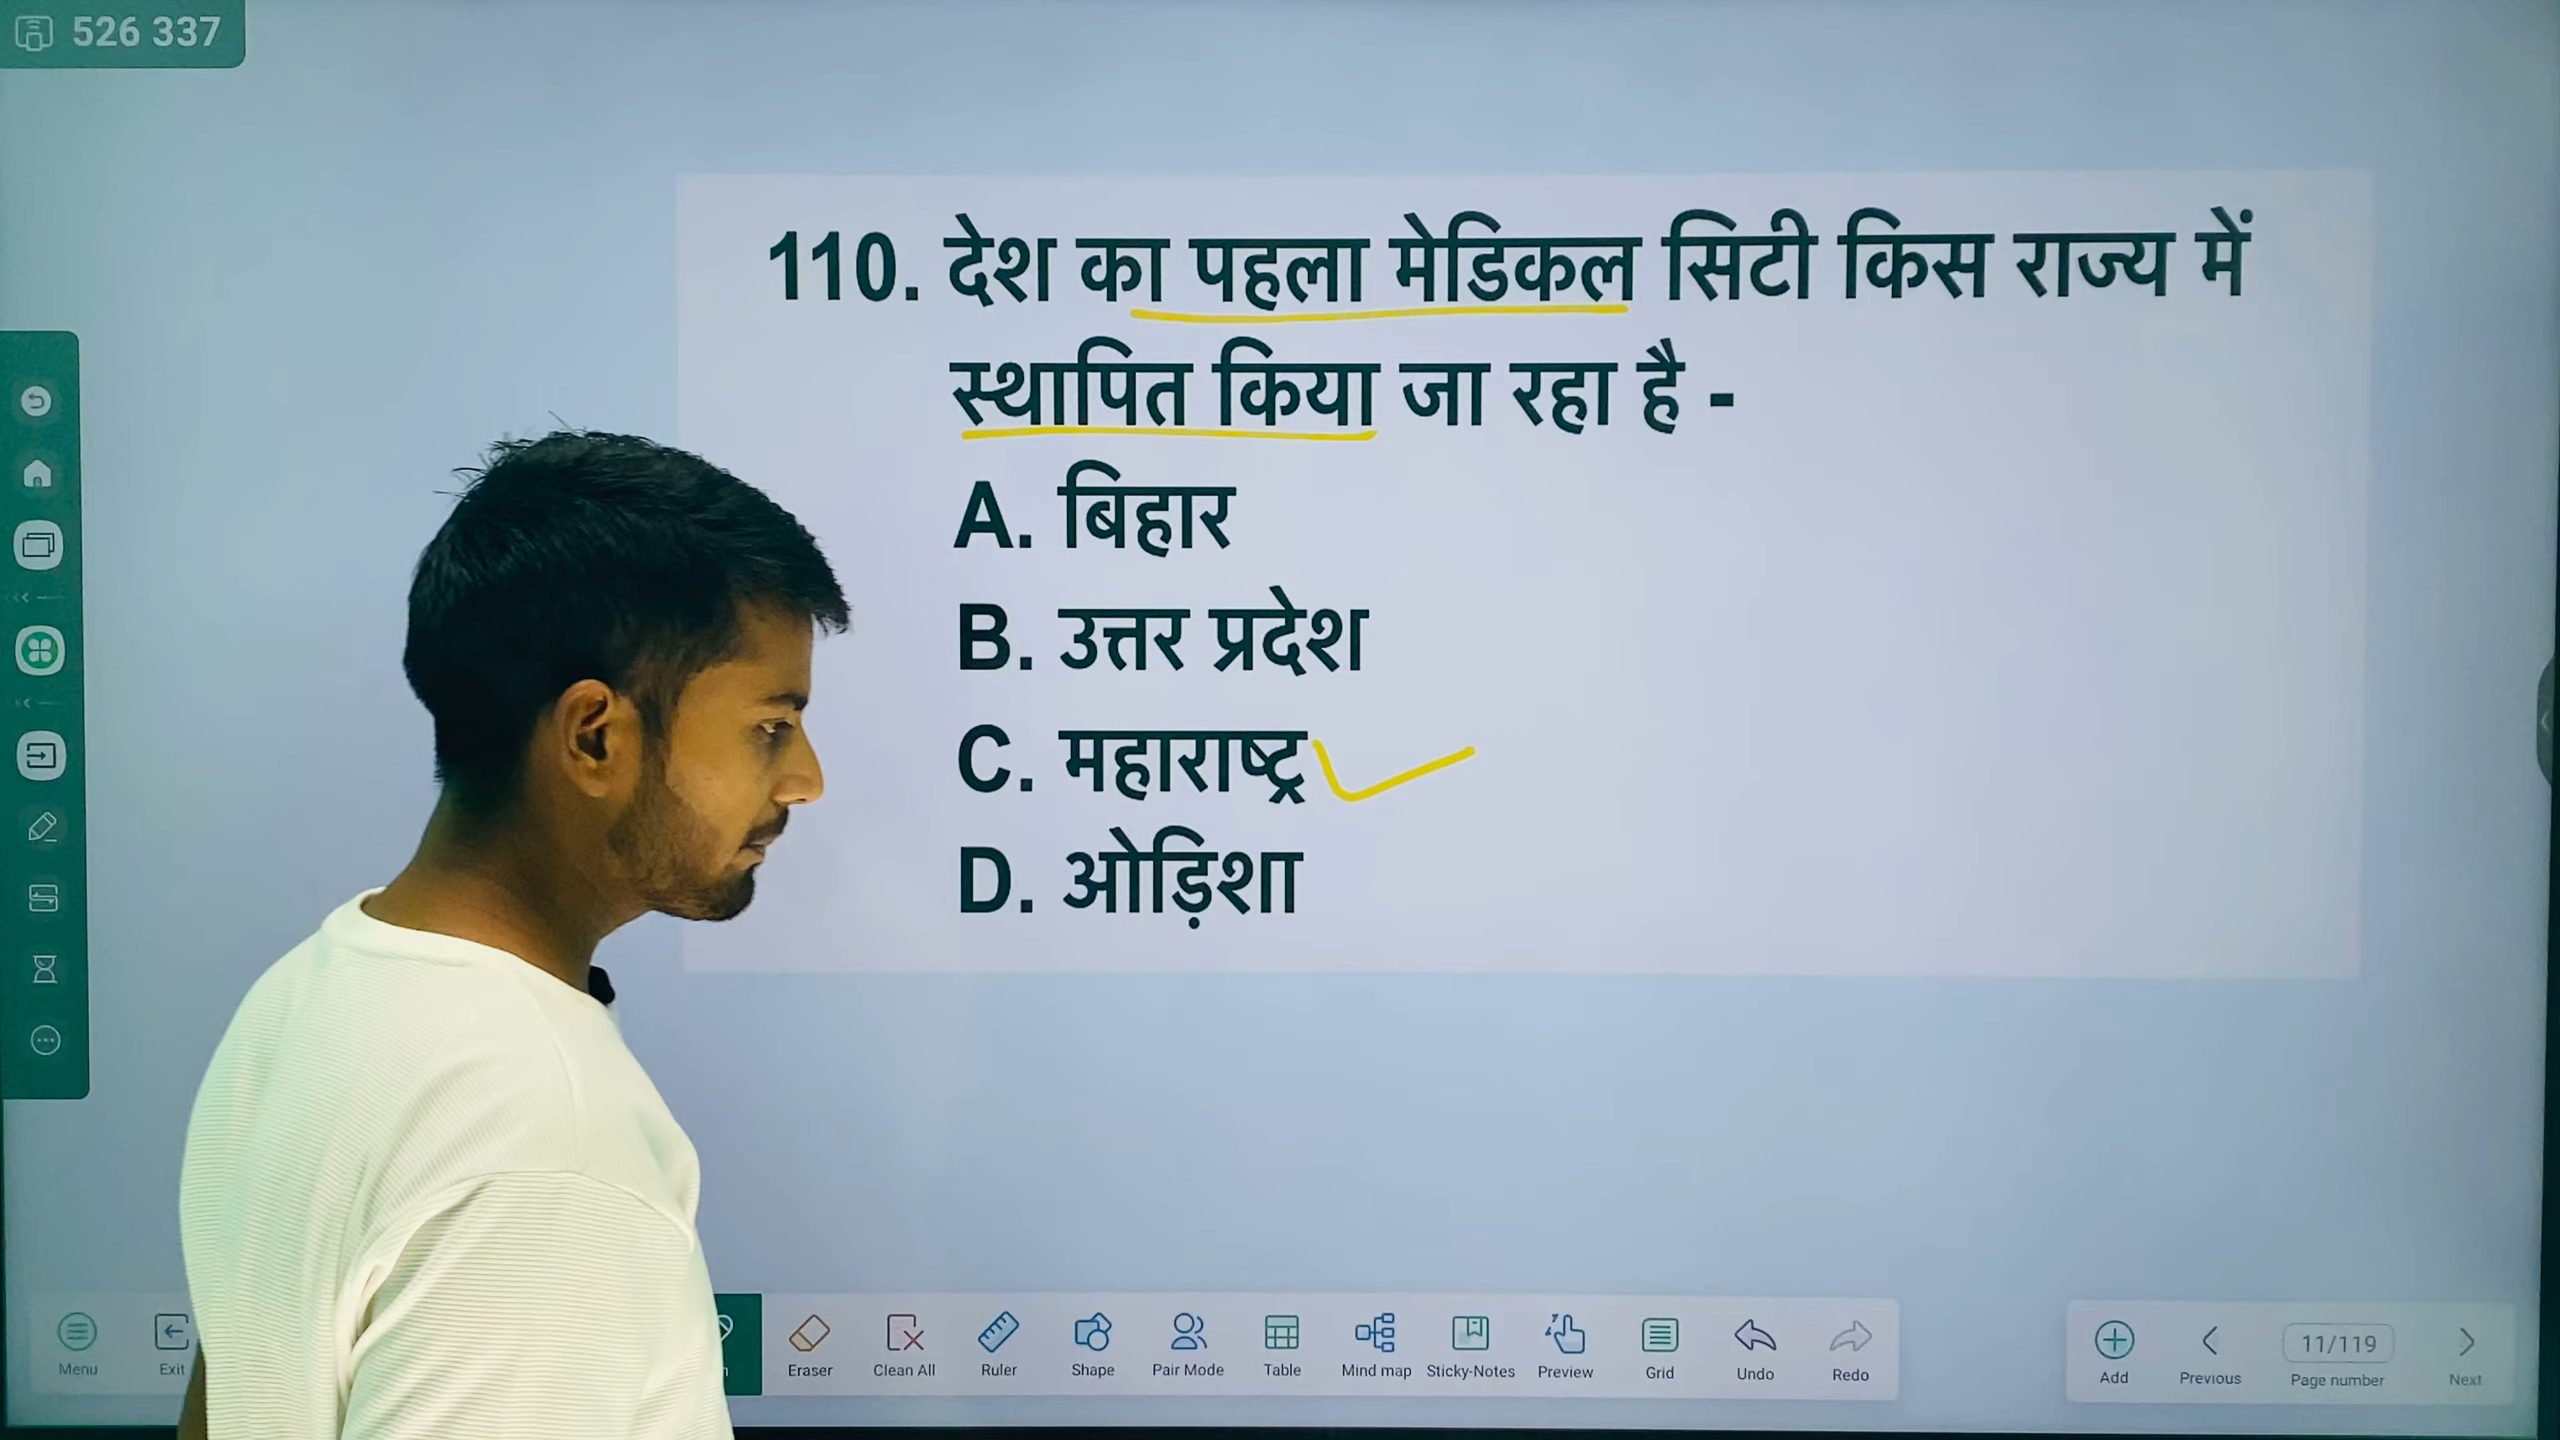 526 337
110. देश का पहला मेडिकल सिटी किस राज्य में
स्थापित किया जा रहा है -
A. बिहार
B. उत्तर प्रदेश
C. महाराष्ट्र
D. ओड़िशा
Menu Exit Eraser Clean All Ruler Shape Pair Mode Table Mind map Sticky-Notes Preview Grid Undo Redo
Add Previous 11/119 Page number Next